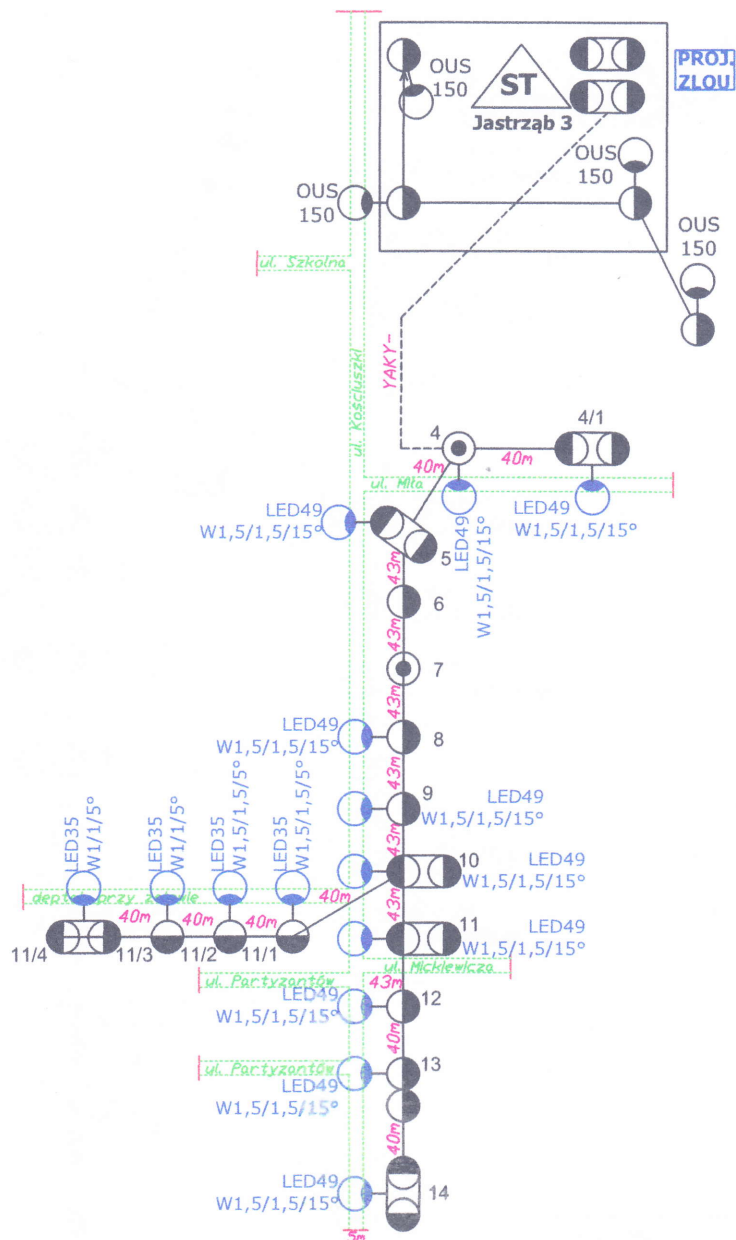 OUS
150
ST
Jastrząb 3
PROJ.
ZLOU
OUS
150
OUS
150
OUS
150
ul. Szkolna
ul. Kościuszki
YAKY-
4
4/1
40m
40m
ul. Miła
LED49
W1,5/1,5/15°
LED49
W1,5/1,5/15°
LED49
W1,5/1,5/15°
5
43m
6
43m
7
43m
LED49
W1,5/1,5/15°
8
43m
9
LED49
W1,5/1,5/15°
43m
LED35
W1/1/5°
LED35
W1/1/5°
LED35
W1,5/1,5/5°
LED35
W1,5/1,5/5°
10
LED49
W1,5/1,5/15°
przy
40m
43m
40m
40m
40m
11/4
11/3
11/2
11/1
11
LED49
W1,5/1,5/15°
ul. Mickiewicza
ul. Partyzantów
43m
LED49
W1,5/1,5/15°
12
40m
ul. Partyzantów
13
LED49
W1,5/1,5/15°
40m
LED49
W1,5/1,5/15°
14
5m